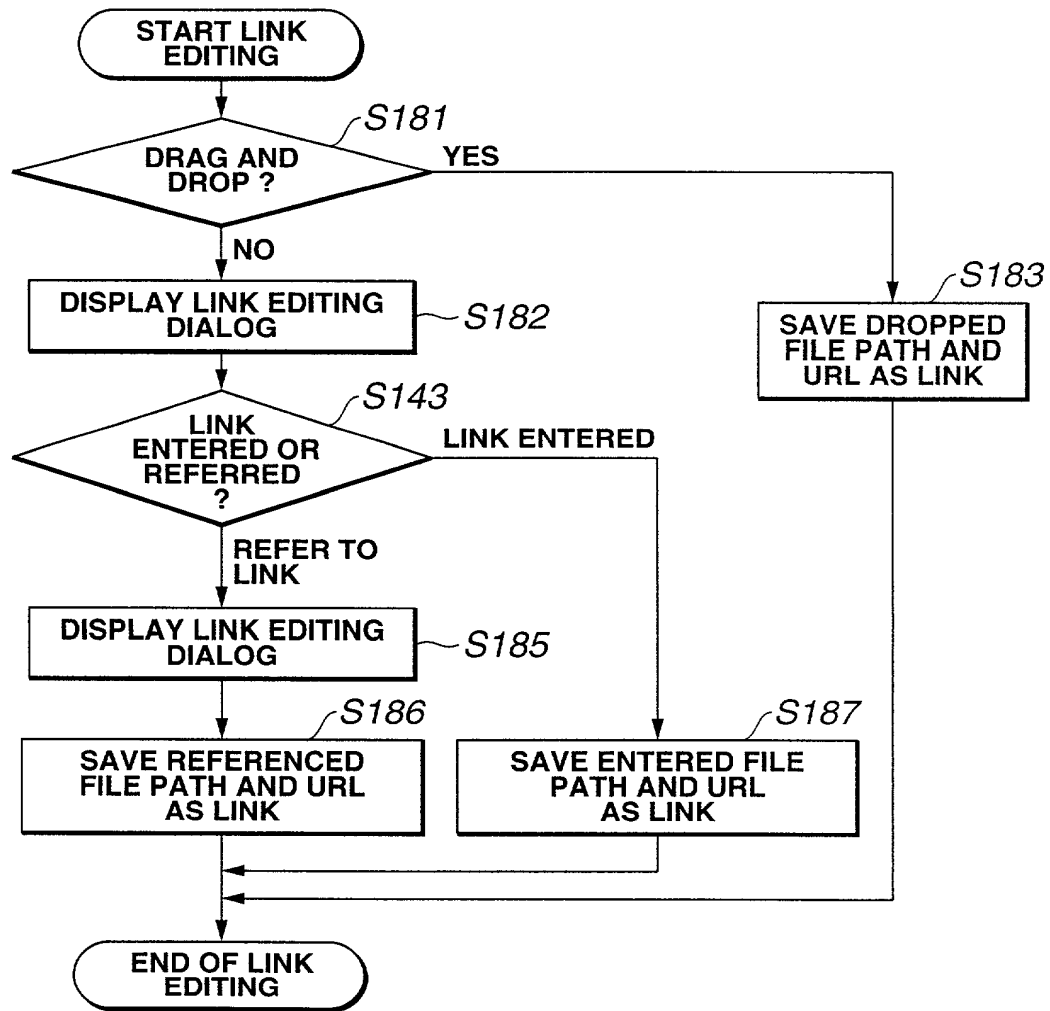 START LINK
EDITING
S181
DRAG AND
DROP ?
YES
NO
DISPLAY LINK EDITING
DIALOG
S182
S183
SAVE DROPPED
FILE PATH AND
URL AS LINK
S143
LINK
ENTERED OR
REFERRED
?
LINK ENTERED
REFER TO
LINK
DISPLAY LINK EDITING
DIALOG
S185
S186
SAVE REFERENCED
FILE PATH AND URL
AS LINK
S187
SAVE ENTERED FILE
PATH AND URL
AS LINK
END OF LINK
EDITING